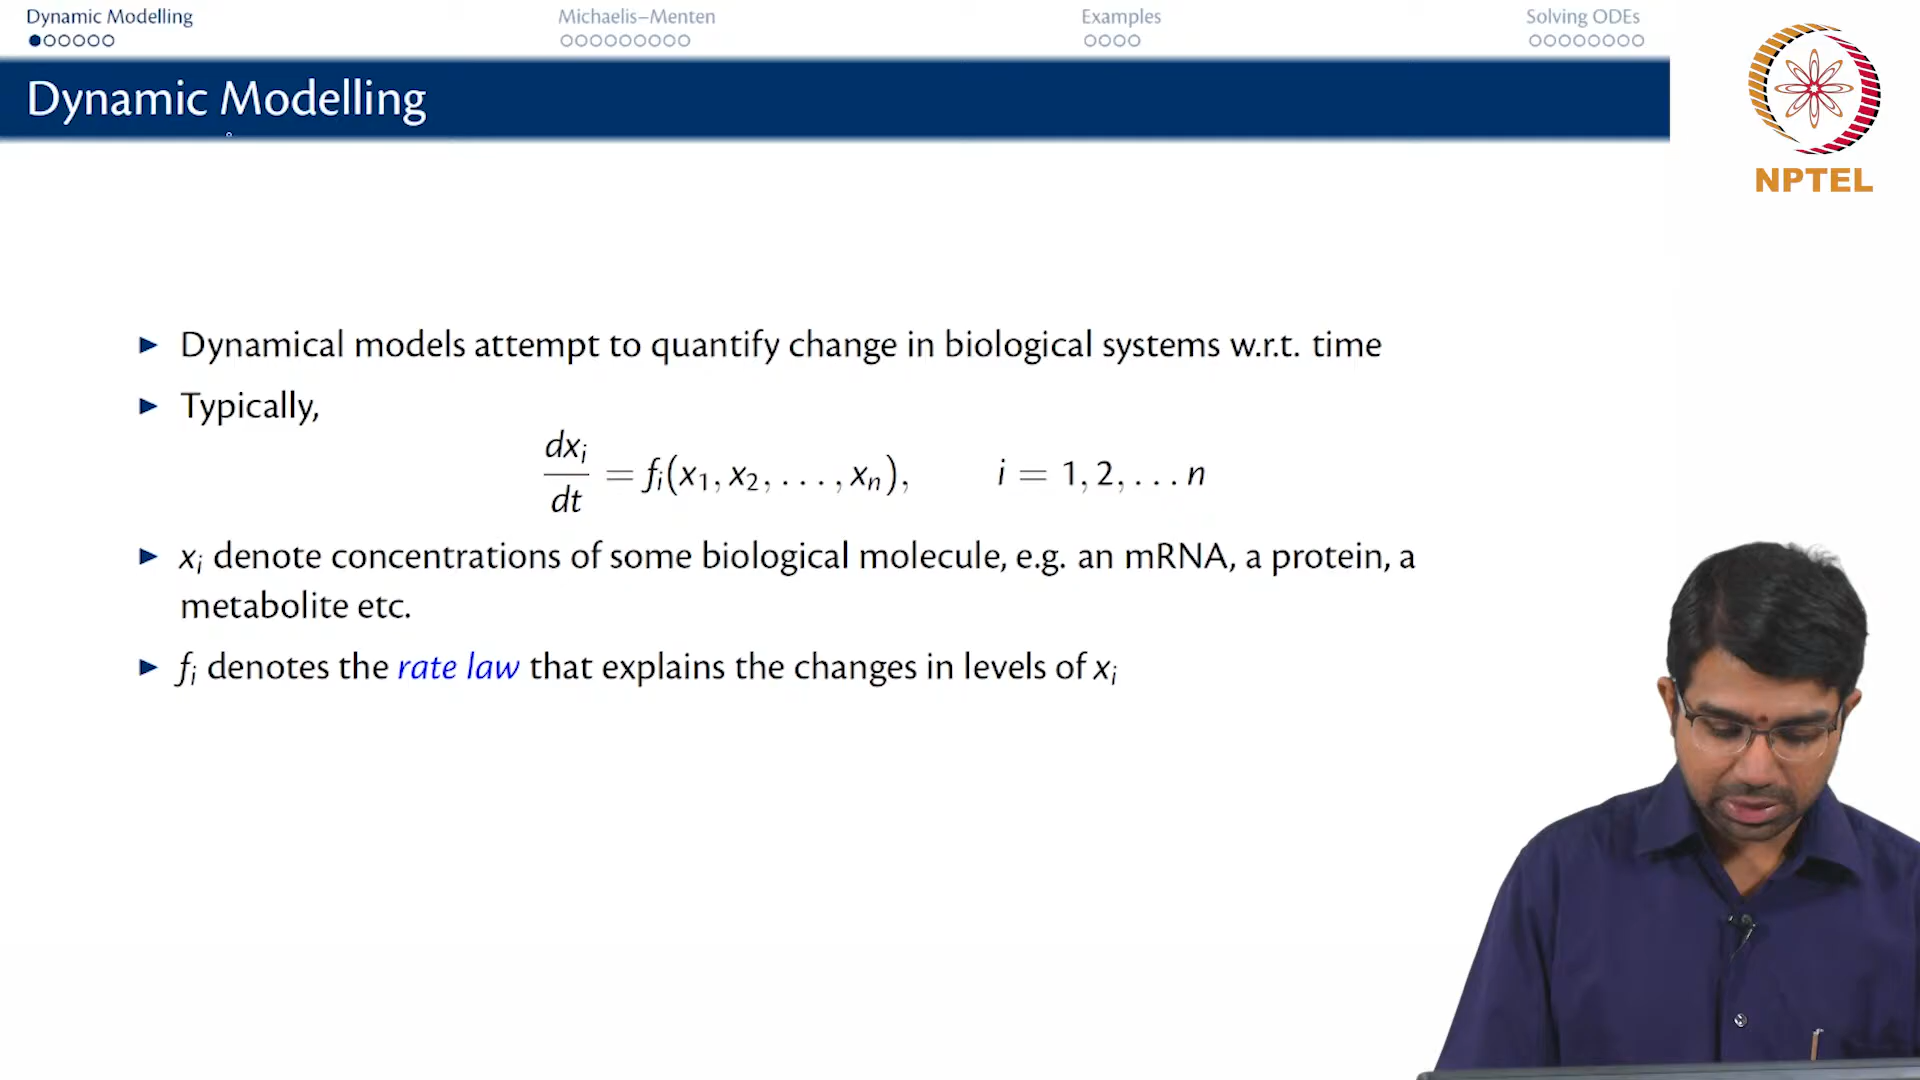 Dynamic Modelling Michaelis–Menten Examples Solving ODEs
Dynamic Modelling
NPTEL
► Dynamical models attempt to quantify change in biological systems w.r.t. time
► Typically,
dx_i/dt = f_i(x_1, x_2, . . . , x_n), i = 1, 2, . . . n
► x_i denote concentrations of some biological molecule, e.g. an mRNA, a protein, a
metabolite etc.
► f_i denotes the rate law that explains the changes in levels of x_i